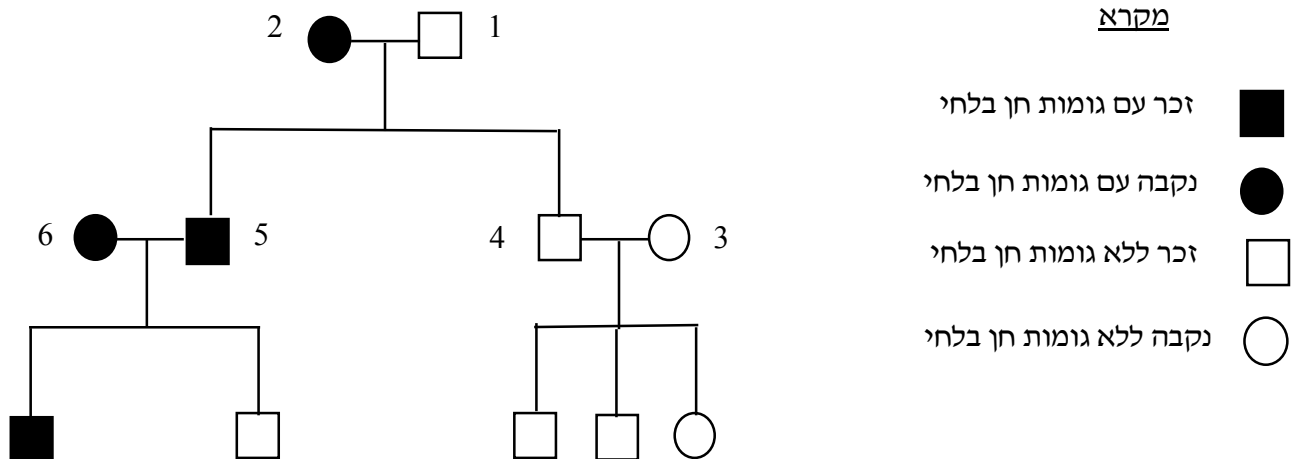 מקרא
2 1
זכר עם גומות חן בלחי
נקבה עם גומות חן בלחי
6 5 4 3
זכר ללא גומות חן בלחי
נקבה ללא גומות חן בלחי